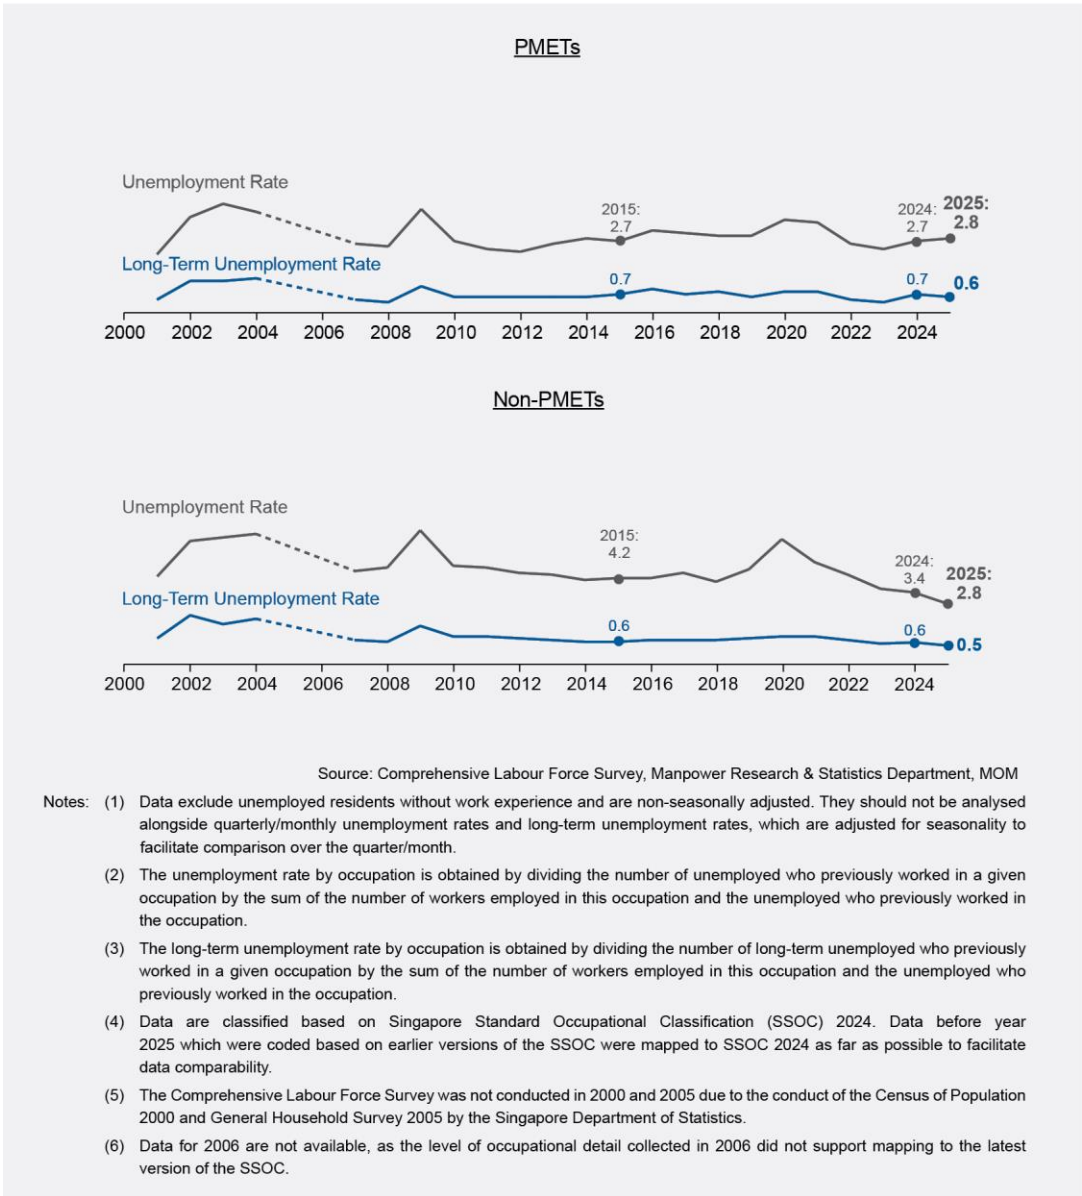 PMETs
Unemployment Rate
2015:
2.7
2024:
2.7
2025:
2.8
Long-Term Unemployment Rate
0.7
0.7
0.6
2000 2002 2004 2006 2008 2010 2012 2014 2016 2018 2020 2022 2024
Non-PMETs
Unemployment Rate
2015:
4.2
2024:
3.4
2025:
2.8
Long-Term Unemployment Rate
0.6
0.6
0.5
2000 2002 2004 2006 2008 2010 2012 2014 2016 2018 2020 2022 2024
Source: Comprehensive Labour Force Survey, Manpower Research & Statistics Department, MOM
Notes: (1) Data exclude unemployed residents without work experience and are non-seasonally adjusted. They should not be analysed
alongside quarterly/monthly unemployment rates and long-term unemployment rates, which are adjusted for seasonality to
facilitate comparison over the quarter/month.
(2) The unemployment rate by occupation is obtained by dividing the number of unemployed who previously worked in a given
occupation by the sum of the number of workers employed in this occupation and the unemployed who previously worked in
the occupation.
(3) The long-term unemployment rate by occupation is obtained by dividing the number of long-term unemployed who previously
worked in a given occupation by the sum of the number of workers employed in this occupation and the unemployed who
previously worked in the occupation.
(4) Data are classified based on Singapore Standard Occupational Classification (SSOC) 2024. Data before year
2025 which were coded based on earlier versions of the SSOC were mapped to SSOC 2024 as far as possible to facilitate
data comparability.
(5) The Comprehensive Labour Force Survey was not conducted in 2000 and 2005 due to the conduct of the Census of Population
2000 and General Household Survey 2005 by the Singapore Department of Statistics.
(6) Data for 2006 are not available, as the level of occupational detail collected in 2006 did not support mapping to the latest
version of the SSOC.